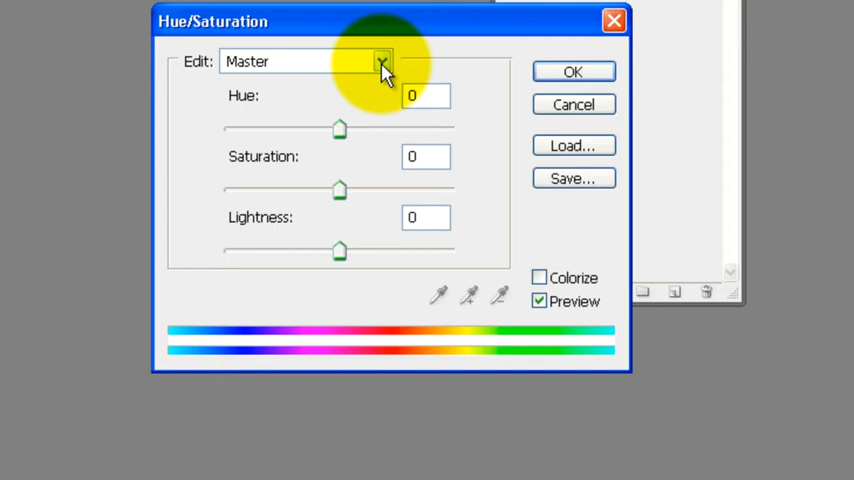 Hue/Saturation
Edit: Master
OK
Hue: 0
Cancel
Load...
Saturation: 0
Save...
Lightness: 0
Colorize
Preview